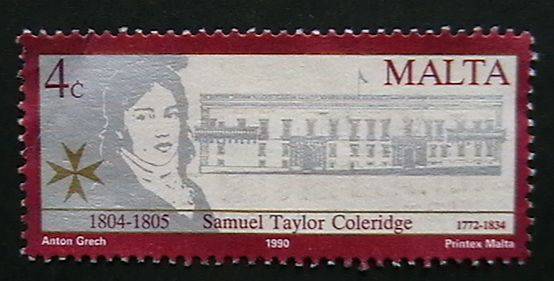 4c MALTA
1804-1805 Samuel Taylor Coleridge 1772-1834
Anton Grech 1990 Printex Malta